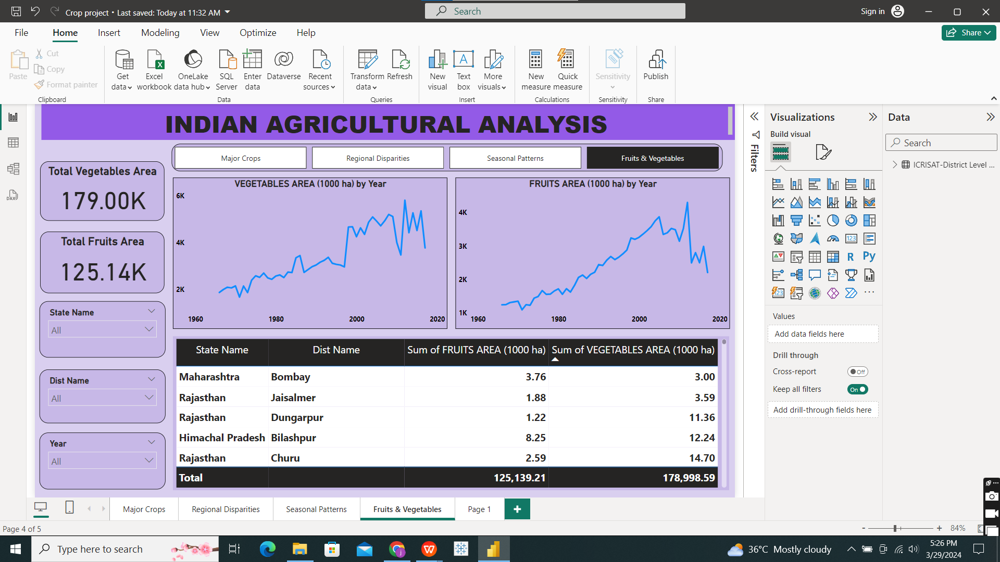 Crop project • Last saved: Today at 11:32 AM
Search
Sign in
File
Home
Insert
Modeling
View
Optimize
Help
Share
Paste
Cut
Copy
Format painter
Clipboard
Get data
Excel workbook
OneLake data hub
SQL Server
Enter data
Dataverse
Recent sources
Data
Transform data
Refresh
Queries
New visual
Text box
More visuals
Insert
New measure
Quick measure
Calculations
Sensitivity
Sensitivity
Publish
Share
INDIAN AGRICULTURAL ANALYSIS
Major Crops
Regional Disparities
Seasonal Patterns
Fruits & Vegetables
Total Vegetables Area
179.00K
Total Fruits Area
125.14K
State Name
All
Dist Name
All
Year
All
VEGETABLES AREA (1000 ha) by Year
6K
4K
2K
1960 1980 2000 2020
FRUITS AREA (1000 ha) by Year
4K
3K
2K
1K
1960 1980 2000 2020
State Name Dist Name Sum of FRUITS AREA (1000 ha) Sum of VEGETABLES AREA (1000 ha)
Maharashtra Bombay 3.76 3.00
Rajasthan Jaisalmer 1.88 3.59
Rajasthan Dungarpur 1.22 11.36
Himachal Pradesh Bilashpur 8.25 12.24
Rajasthan Churu 2.59 14.70
Total 125,139.21 178,998.59
Filters
Visualizations
Build visual
123
R
Py
123
Values
Add data fields here
Drill through
Cross-report
Off
Keep all filters
On
Add drill-through fields here
Data
Search
ICRISAT-District Level ...
DAX
A
Major Crops
Regional Disparities
Seasonal Patterns
Fruits & Vegetables
Page 1
+
Page 4 of 5
- + 84%
Type here to search
36°C Mostly cloudy
5:26 PM
3/29/2024